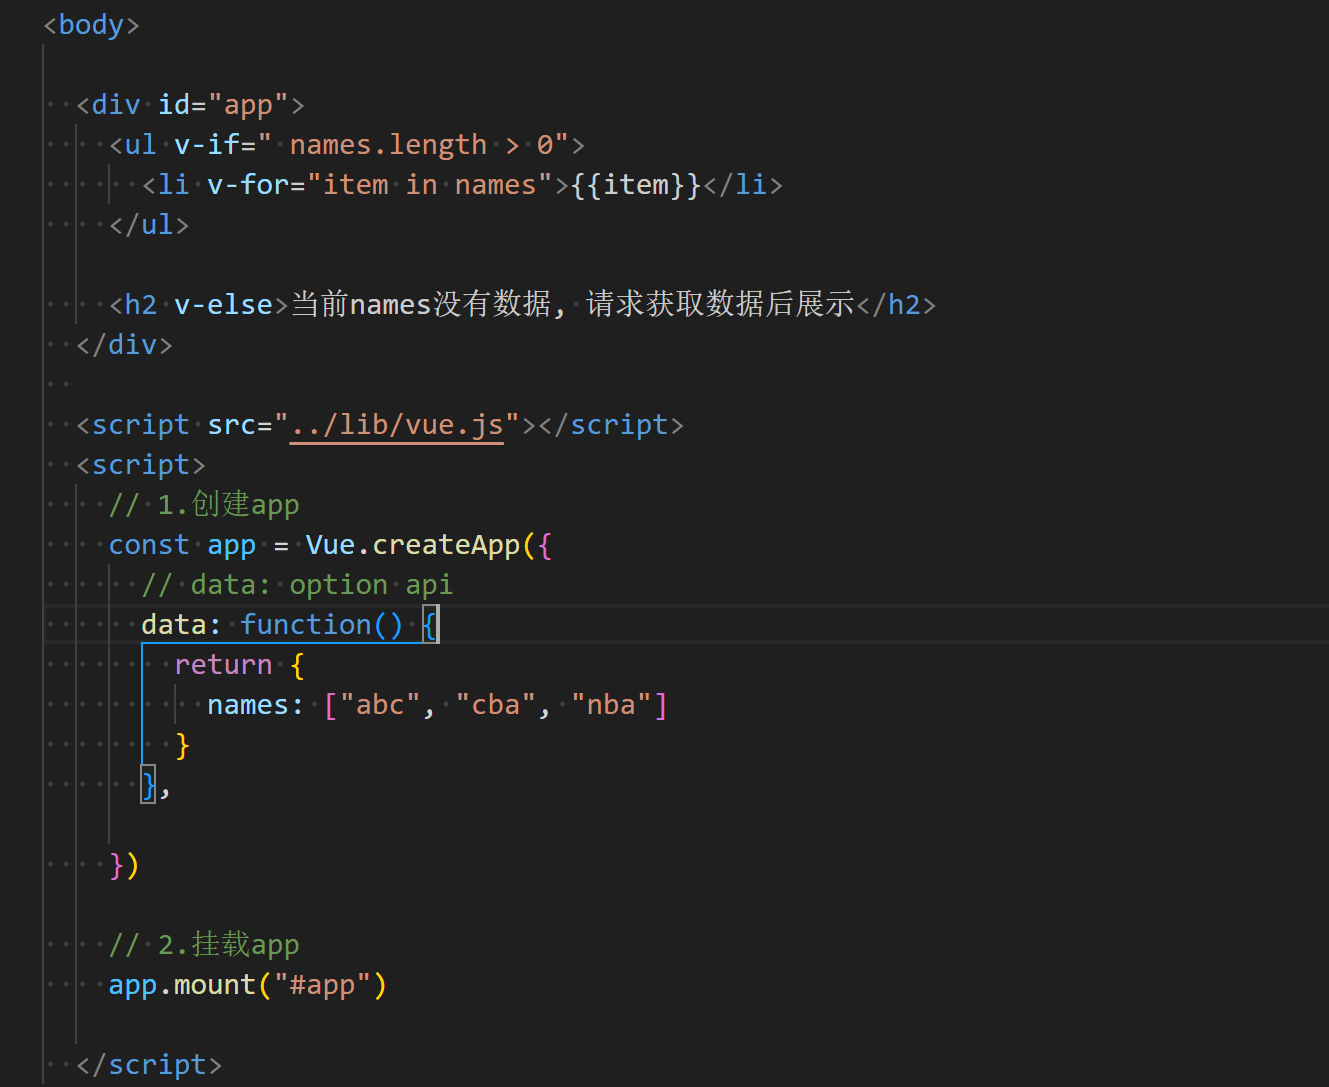 <body>
<div id="app">
<ul v-if=" names.length > 0">
<li v-for="item in names">{{item}}</li>
</ul>
<h2 v-else>当前names没有数据, 请求获取数据后展示</h2>
</div>
<script src="../lib/vue.js"></script>
<script>
// 1.创建app
const app = Vue.createApp({
// data: option api
data: function() {
return {
names: ["abc", "cba", "nba"]
}
},
})
// 2.挂载app
app.mount("#app")
</script>